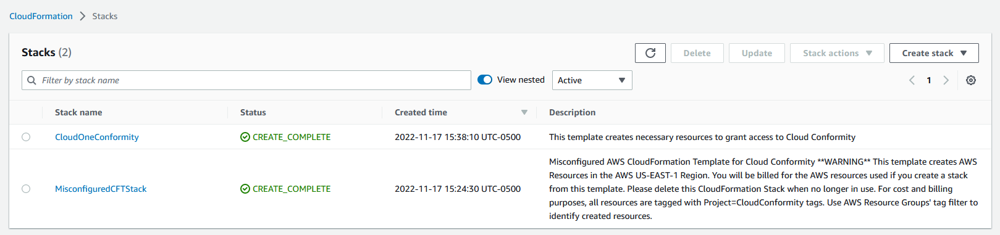 CloudFormation > Stacks
Stacks (2)
Delete
Update
Stack actions
Create stack
Filter by stack name
View nested
Active
1
Stack name Status Created time Description
CloudOneConformity CREATE_COMPLETE 2022-11-17 15:38:10 UTC-0500 This template creates necessary resources to grant access to Cloud Conformity
Misconfigured AWS CloudFormation Template for Cloud Conformity **WARNING** This template creates AWS
Resources in the AWS US-EAST-1 Region. You will be billed for the AWS resources used if you create a stack
MisconfiguredCFTStack CREATE_COMPLETE 2022-11-17 15:24:30 UTC-0500 from this template. Please delete this CloudFormation Stack when no longer in use. For cost and billing
purposes, all resources are tagged with Project=CloudConformity tags. Use AWS Resource Groups' tag filter to
identify created resources.